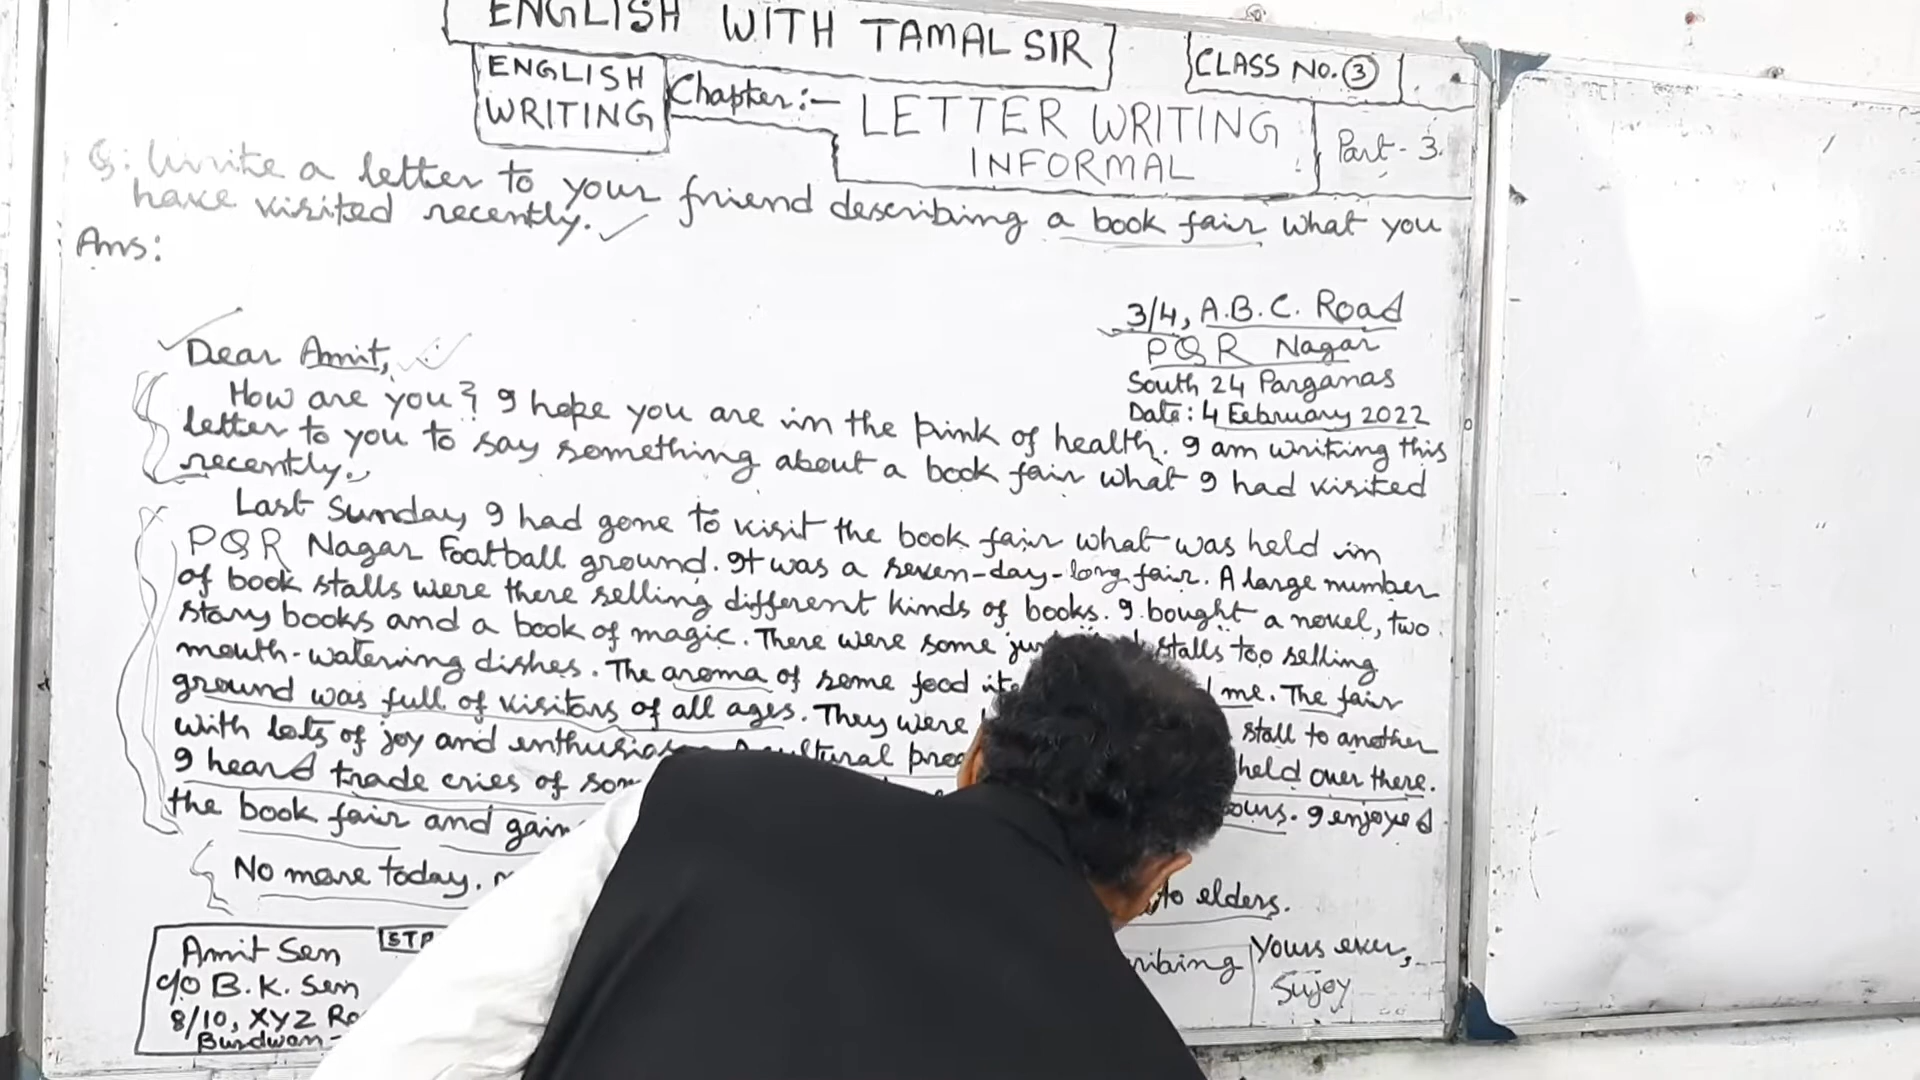 ENGLISH WITH TAMAL SIR
CLASS NO. 3
ENGLISH
WRITING
Chapter:-
LETTER WRITING
INFORMAL
Part - 3.
Q: Write a letter to your friend describing a book fair what you
have visited recently.
Ans:
3/4, A.B.C. Road
PQR Nagar
South 24 Parganas
Date: 4 February 2022
Dear Amit,
How are you? I hope you are in the pink of health. I am writing this
letter to you to say something about a book fair what I had visited
recently.
Last Sunday I had gone to visit the book fair what was held in
PQR Nagar Football ground. It was a seven-day-long fair. A large number
of book stalls were there selling different kinds of books. I bought a novel, two
story books and a book of magic. There were some stalls too selling
mouth-watering dishes. The aroma of some food me. The fair
ground was full of visitors of all ages. They were stall to another
with lots of joy and held over there.
I heard trade cries of I enjoyed
the book fair and
No more today. to elders.
Yours ever,
Sujoy
Amit Sen
C/O B.K. Sen
8/10, XYZ
Burdwan